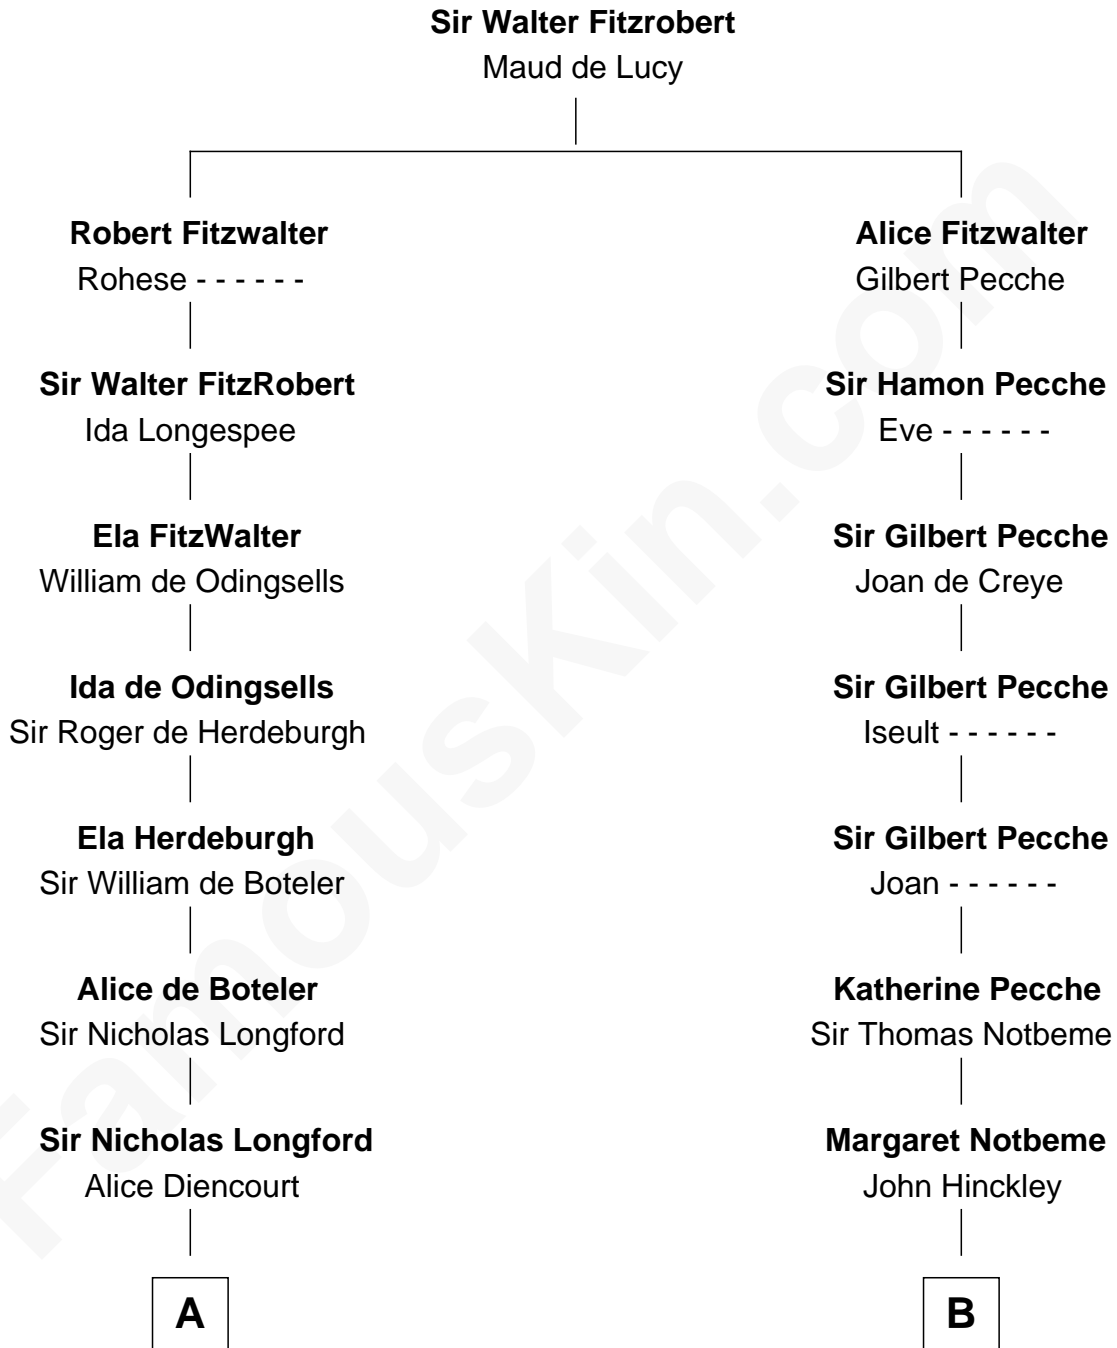 Sir Walter Fitzrobert
Maud de Lucy
Robert Fitzwalter
Rohese - - - - - -
Alice Fitzwalter
Gilbert Pecche
Sir Walter FitzRobert
Ida Longespee
Sir Hamon Pecche
Eve - - - - - -
Ela FitzWalter
William de Odingsells
Sir Gilbert Pecche
Joan de Creye
Ida de Odingsells
Sir Roger de Herdeburgh
Sir Gilbert Pecche
Iseult - - - - - -
Ela Herdeburgh
Sir William de Boteler
Sir Gilbert Pecche
Joan - - - - - -
Alice de Boteler
Sir Nicholas Longford
Katherine Pecche
Sir Thomas Notbeme
Sir Nicholas Longford
Alice Diencourt
Margaret Notbeme
John Hinckley
A
B
FamousKin.com